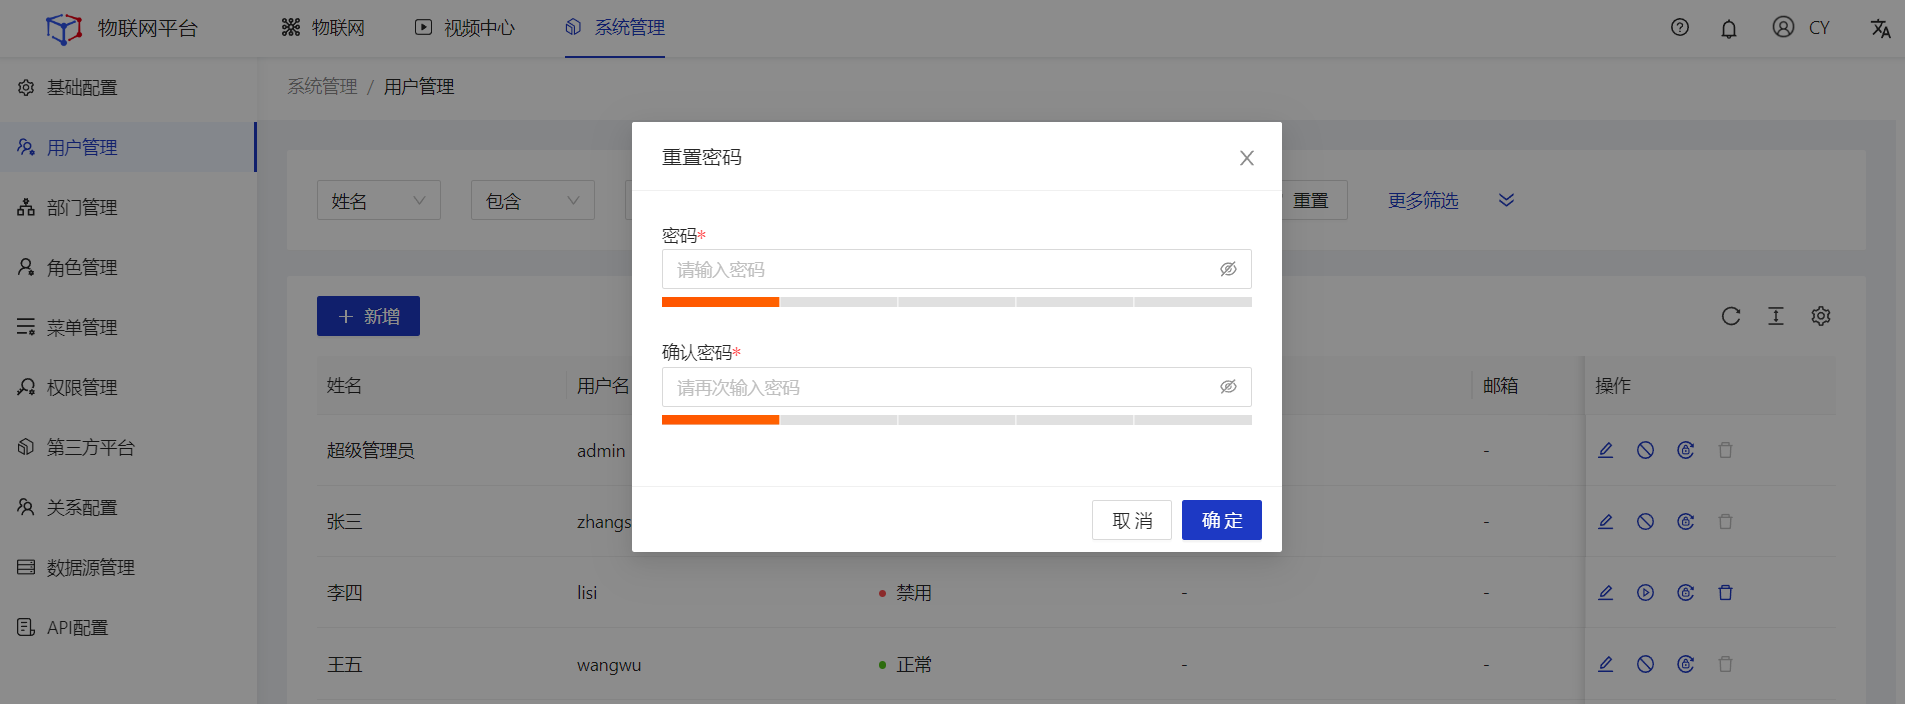 物联网平台 物联网 视频中心 系统管理 CY
基础配置
用户管理
部门管理
角色管理
菜单管理
权限管理
第三方平台
关系配置
数据源管理
API配置
系统管理 / 用户管理
姓名 包含 重置 更多筛选
新增
姓名 用户名 邮箱 操作
超级管理员 admin -
张三 zhangs -
李四 lisi 禁用 - -
王五 wangwu 正常 - -
重置密码
密码*
请输入密码
确认密码*
请再次输入密码
取消 确定